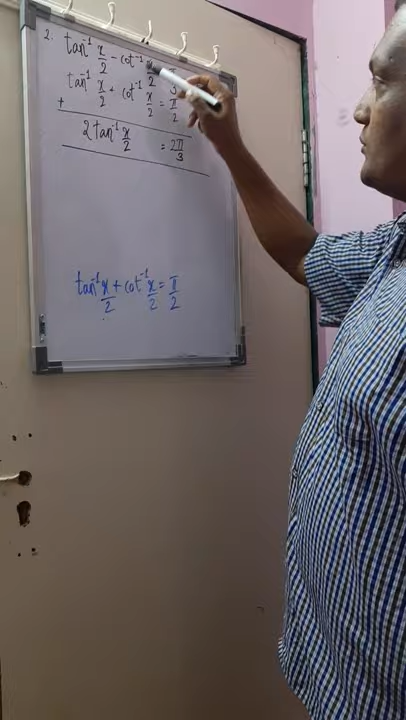 2. tan⁻¹ x/2 - cot⁻¹ x/2
tan⁻¹ x/2 + cot⁻¹ x/2 = π/2
+
2 tan⁻¹ x/2 = 2π/3
tan⁻¹ x/2 + cot⁻¹ x/2 = π/2